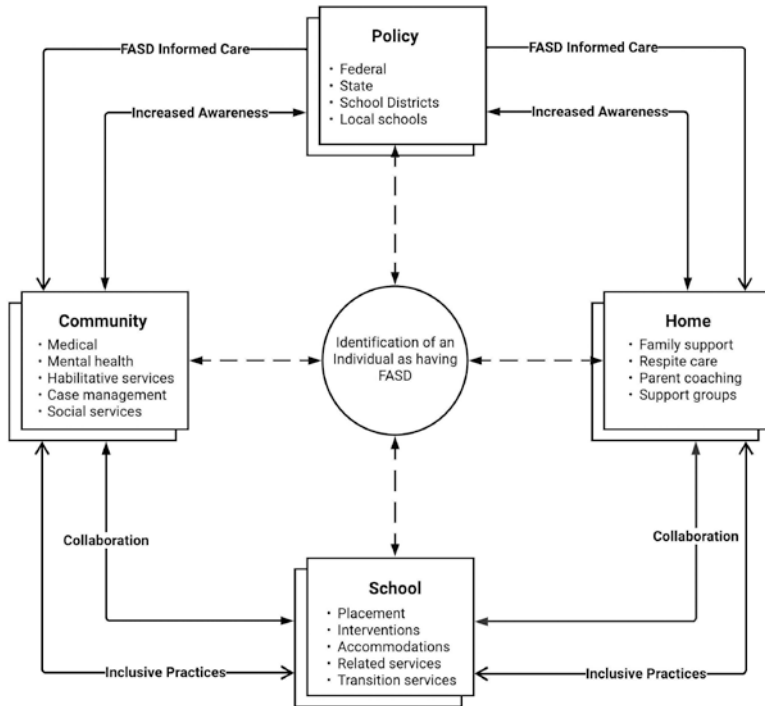 Policy
• Federal
• State
• School Districts
• Local schools
FASD Informed Care
FASD Informed Care
Increased Awareness
Increased Awareness
Community
• Medical
• Mental health
• Habilitative services
• Case management
• Social services
Identification of an
Individual as having
FASD
Home
• Family support
• Respite care
• Parent coaching
• Support groups
Collaboration
Collaboration
School
• Placement
• Interventions
• Accommodations
• Related services
• Transition services
Inclusive Practices
Inclusive Practices